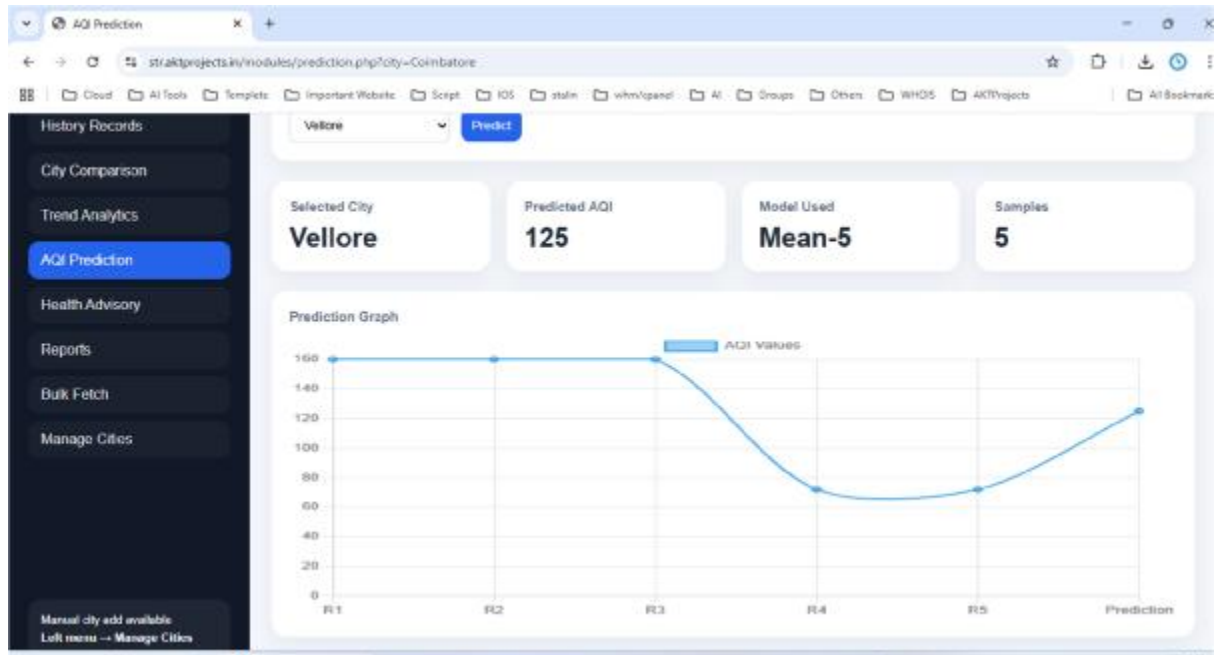 AQI Prediction
str.aktprojects.in/modules/prediction.php?city=Coimbatore
Cloud AI Tools Templete Important Website Script IOS stalin whm/cpanel AI Groups Others WHOIS AKTProjects All Bookmark
History Records
City Comparison
Trend Analytics
AQI Prediction
Health Advisory
Reports
Bulk Fetch
Manage Cities
Manual city add available
Left menu → Manage Cities
Vellore Predict
Selected City
Vellore
Predicted AQI
125
Model Used
Mean-5
Samples
5
Prediction Graph
AQI Values
160
140
120
100
80
60
40
20
0
R1 R2 R3 R4 R5 Prediction